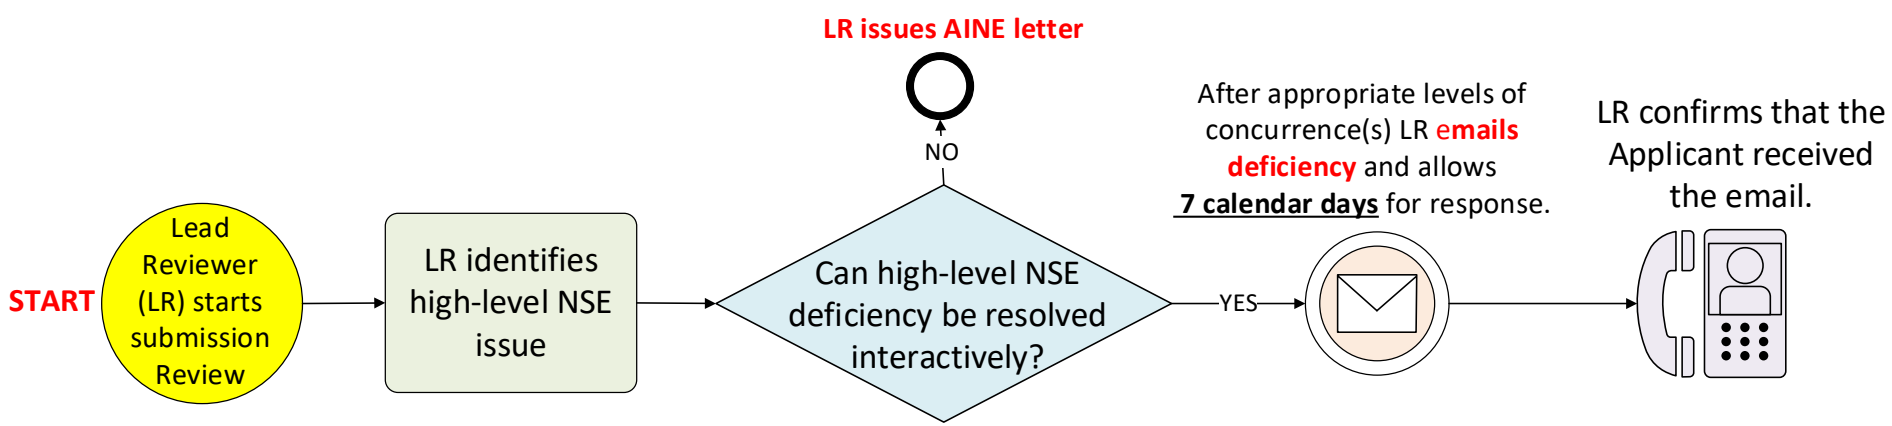 START
Lead
Reviewer
(LR) starts
submission
Review
LR identifies
high-level NSE
issue
Can high-level NSE
deficiency be resolved
interactively?
NO
LR issues AINE letter
YES
After appropriate levels of
concurrence(s) LR emails
deficiency and allows
7 calendar days for response.
LR confirms that the
Applicant received
the email.